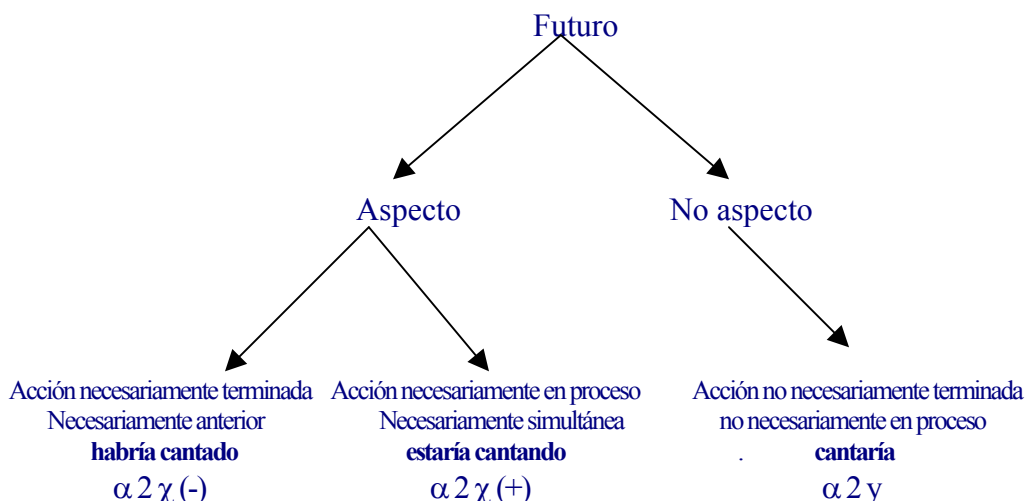 Futuro
Aspecto
No aspecto
Acción necesariamente terminada
Necesariamente anterior
habría cantado
α 2 χ (-)
Acción necesariamente en proceso
Necesariamente simultánea
estaría cantando
α 2 χ (+)
Acción no necesariamente terminada
no necesariamente en proceso
. cantaría
α 2 y